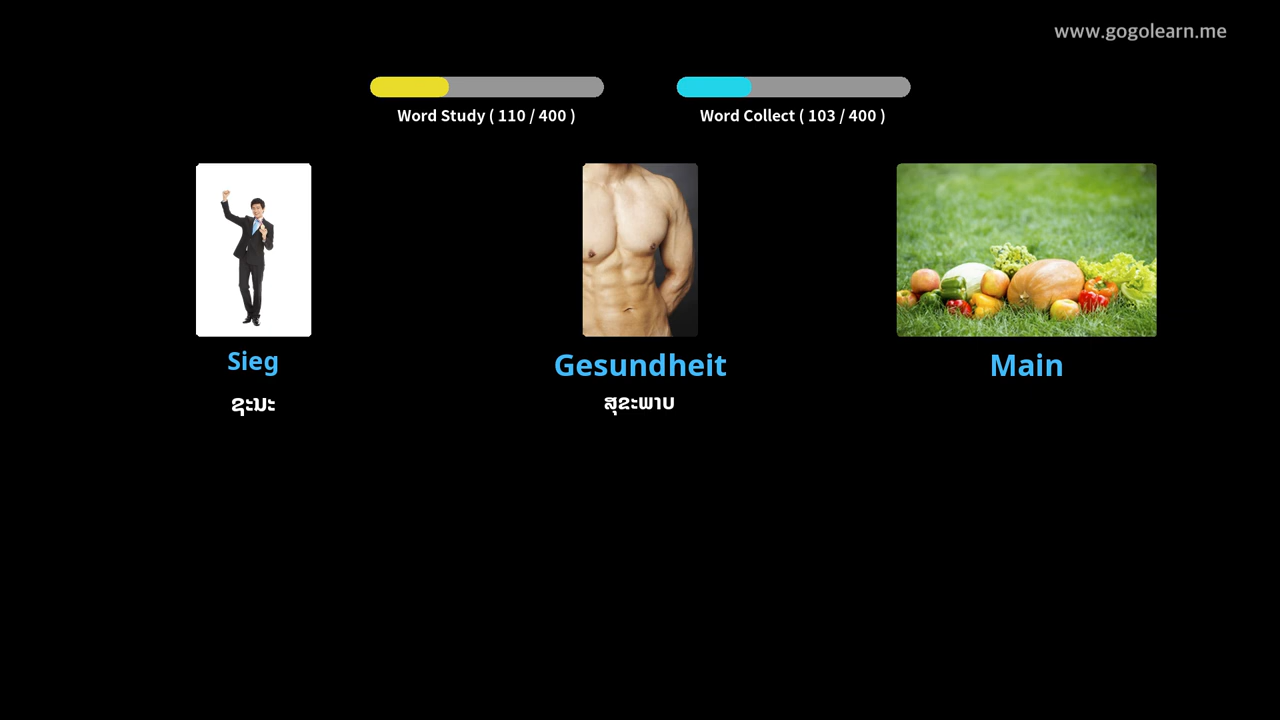 www.gogolearn.me
Word Study ( 110 / 400 )
Word Collect ( 103 / 400 )
Sieg
Gesundheit
Main
ຊະນະ
ສຸຂະພາບ